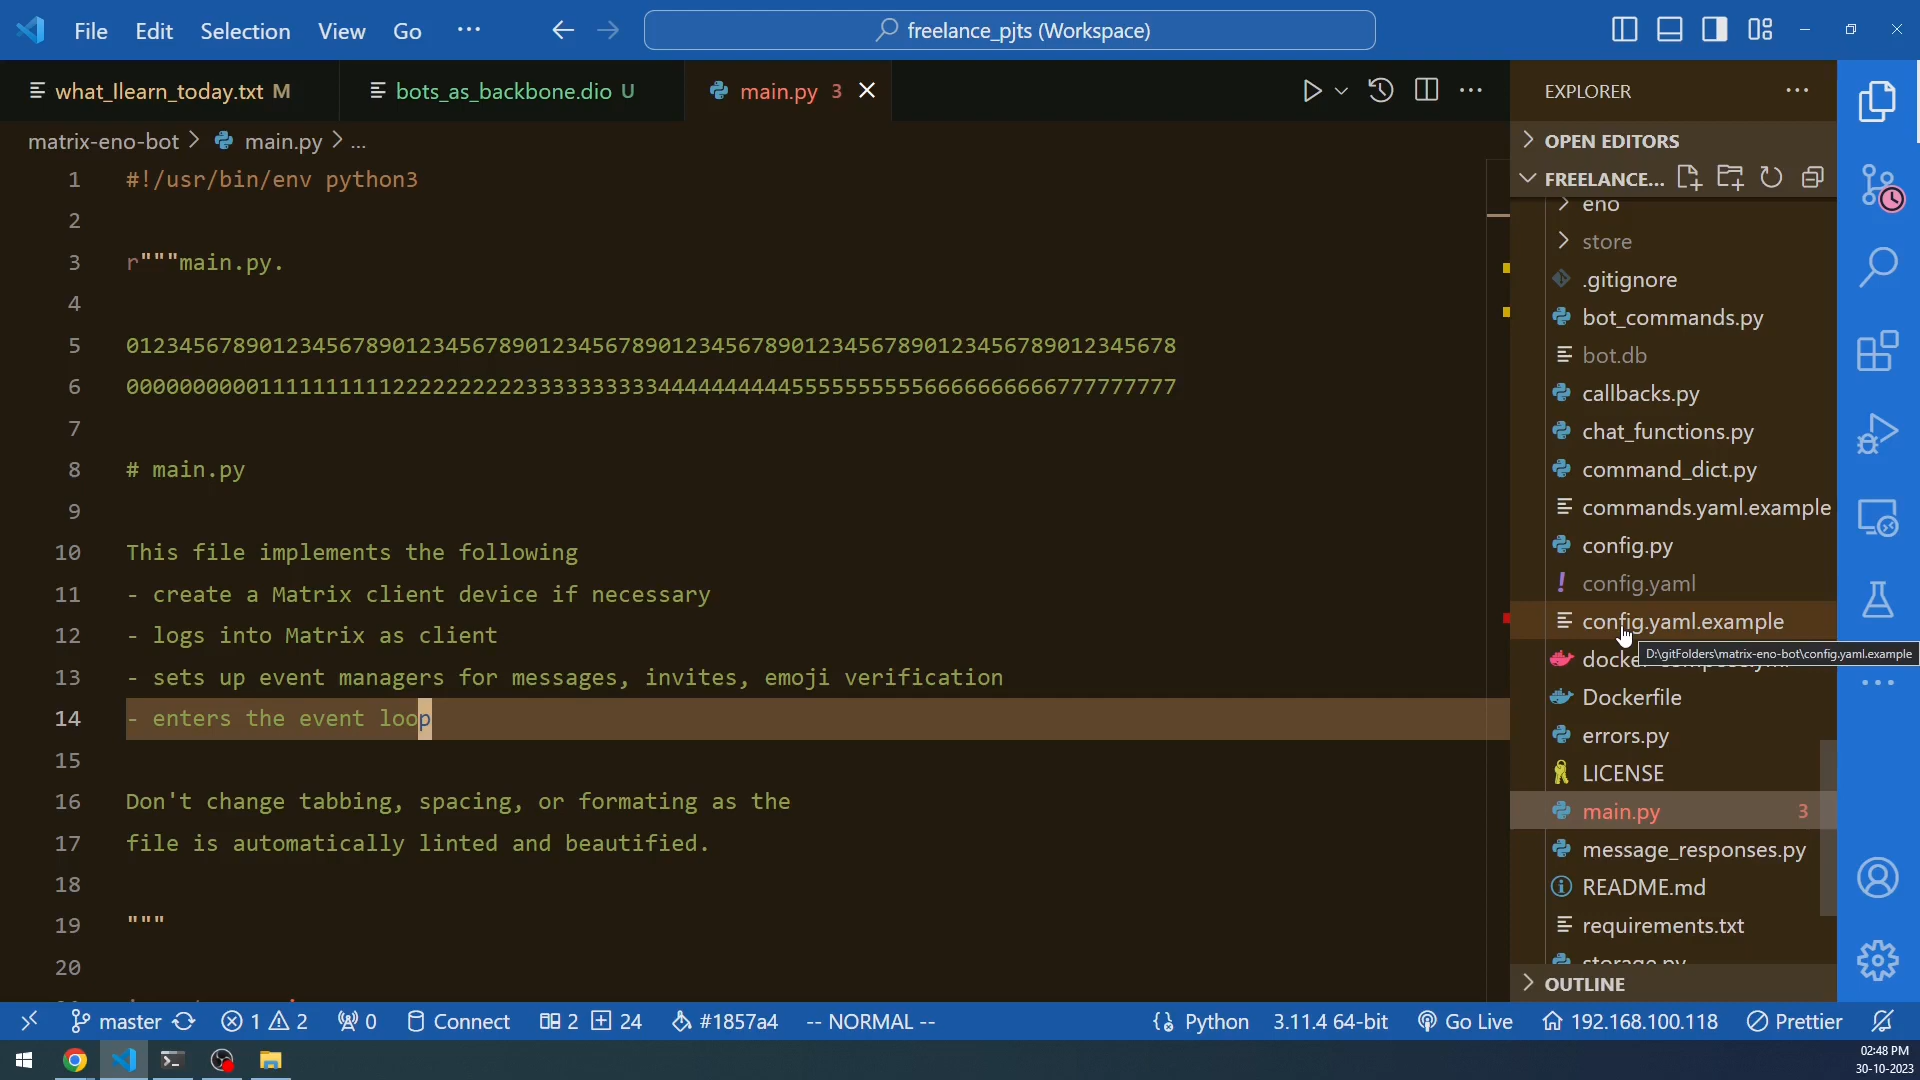 File Edit Selection View Go ... freelance_pjts (Workspace)
what_Ilearn_today.txt M bots_as_backbone.dio U main.py 3
matrix-eno-bot > main.py > ...
1 #!/usr/bin/env python3
2
3 r"""main.py.
4
5 0123456789012345678901234567890123456789012345678901234567890123456789012345678
6 0000000000111111111122222222223333333333444444444455555555556666666666777777777
7
8 # main.py
9
10 This file implements the following
11 - create a Matrix client device if necessary
12 - logs into Matrix as client
13 - sets up event managers for messages, invites, emoji verification
14 - enters the event loop
15
16 Don't change tabbing, spacing, or formating as the
17 file is automatically linted and beautified.
18
19 """
20
EXPLORER
OPEN EDITORS
FREELANCE...
eno
store
.gitignore
bot_commands.py
bot.db
callbacks.py
chat_functions.py
command_dict.py
commands.yaml.example
config.py
config.yaml
config.yaml.example
D:\gitFolders\matrix-eno-bot\config.yaml.example
Dockerfile
errors.py
LICENSE
main.py 3
message_responses.py
README.md
requirements.txt
storage.py
OUTLINE
master 1 2 0 Connect 2 24 #1857a4 -- NORMAL -- Python 3.11.4 64-bit Go Live 192.168.100.118 Prettier
02:48 PM
30-10-2023